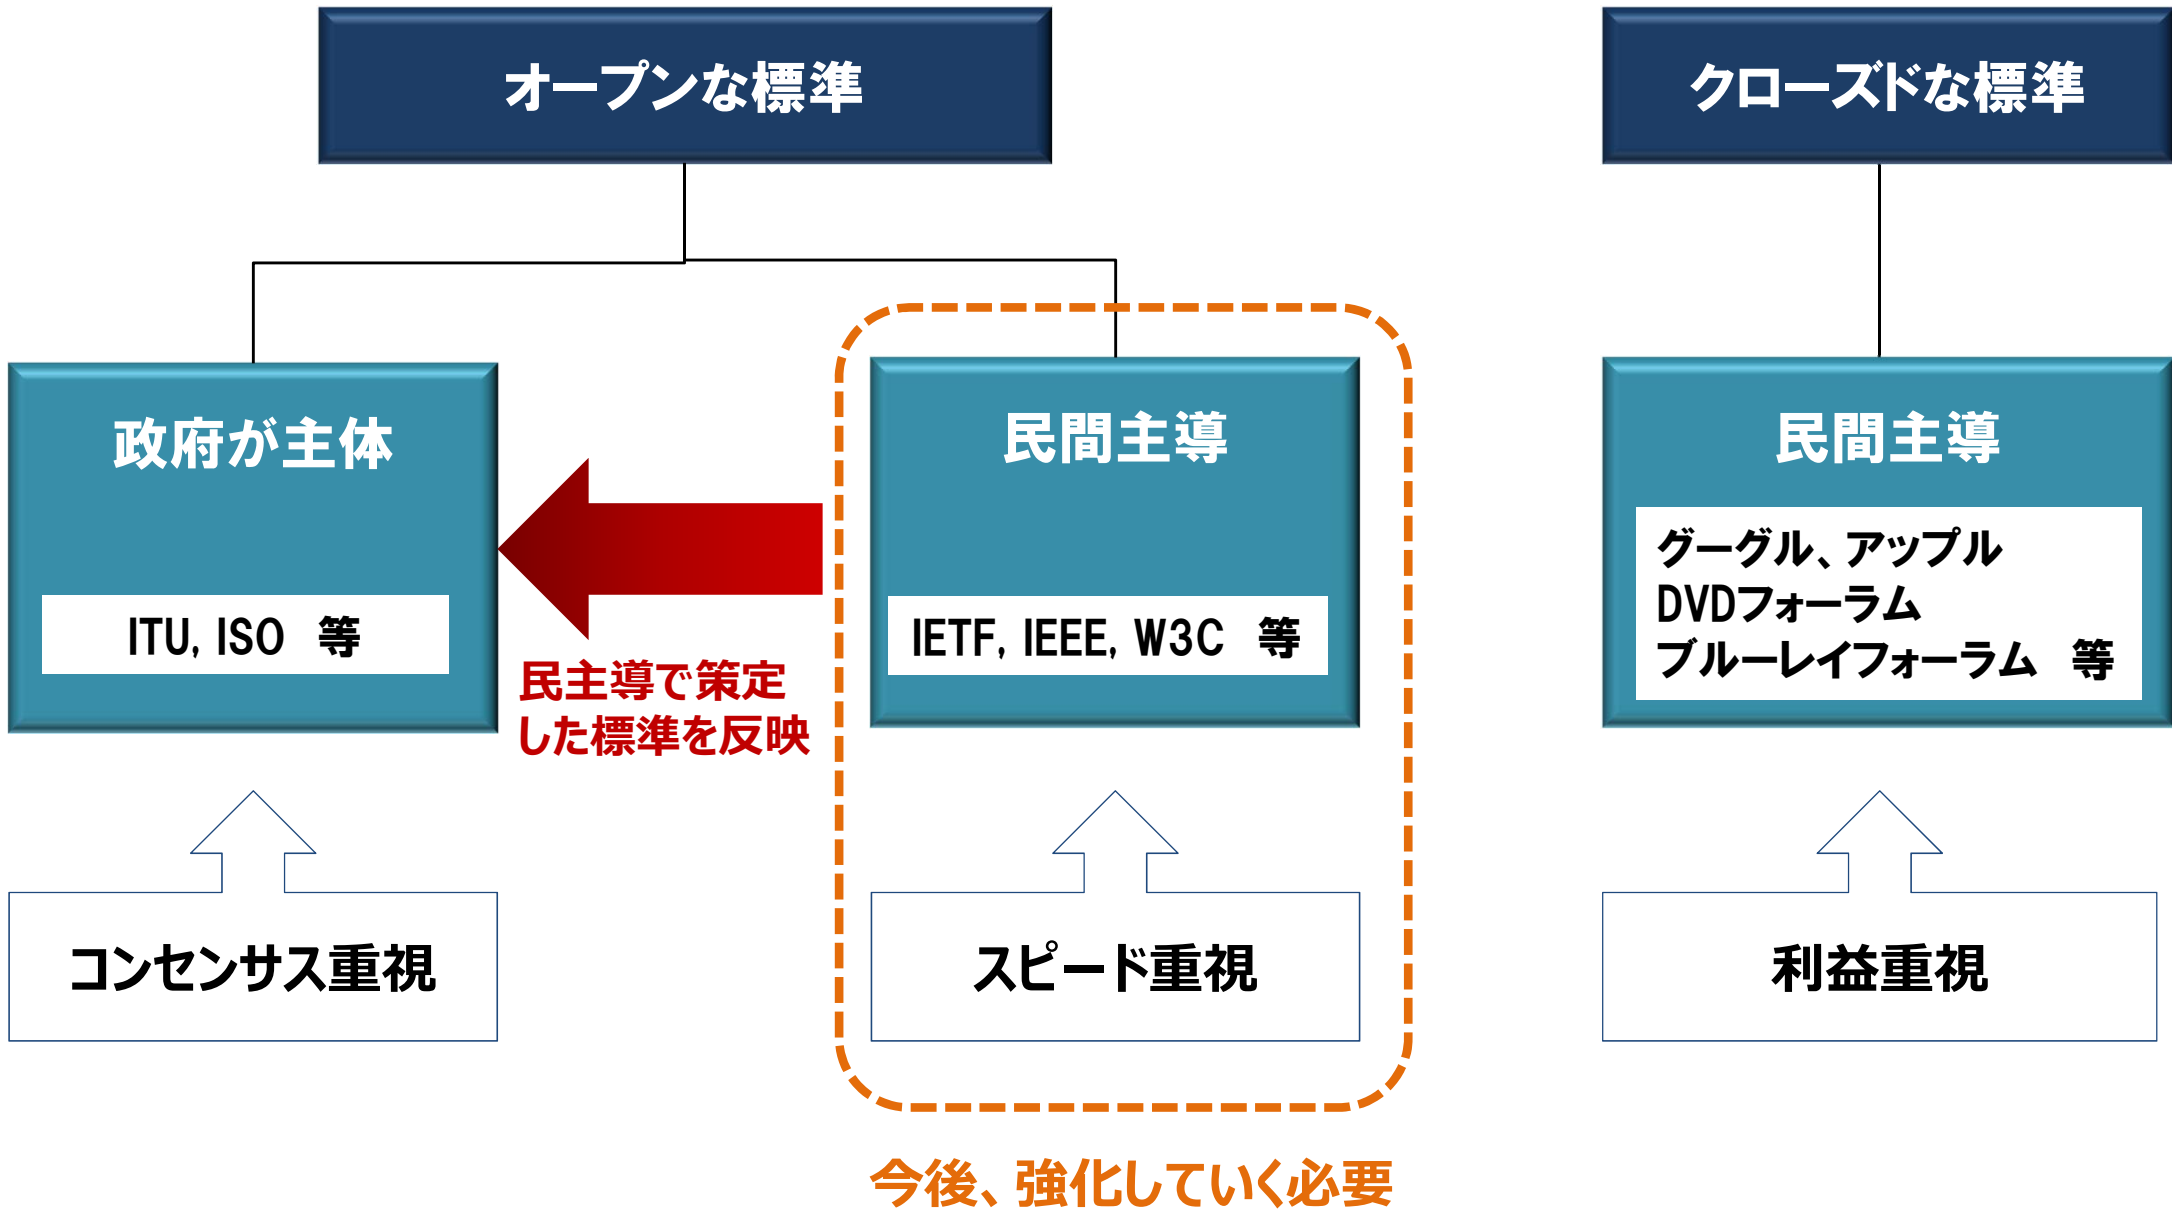 オープンな標準
クローズドな標準
政府が主体
ITU, ISO　等
民主導で策定
した標準を反映
民間主導
IETF, IEEE, W3C　等
民間主導
グーグル、アップル
DVDフォーラム
ブルーレイフォーラム　等
コンセンサス重視
スピード重視
利益重視
今後、強化していく必要